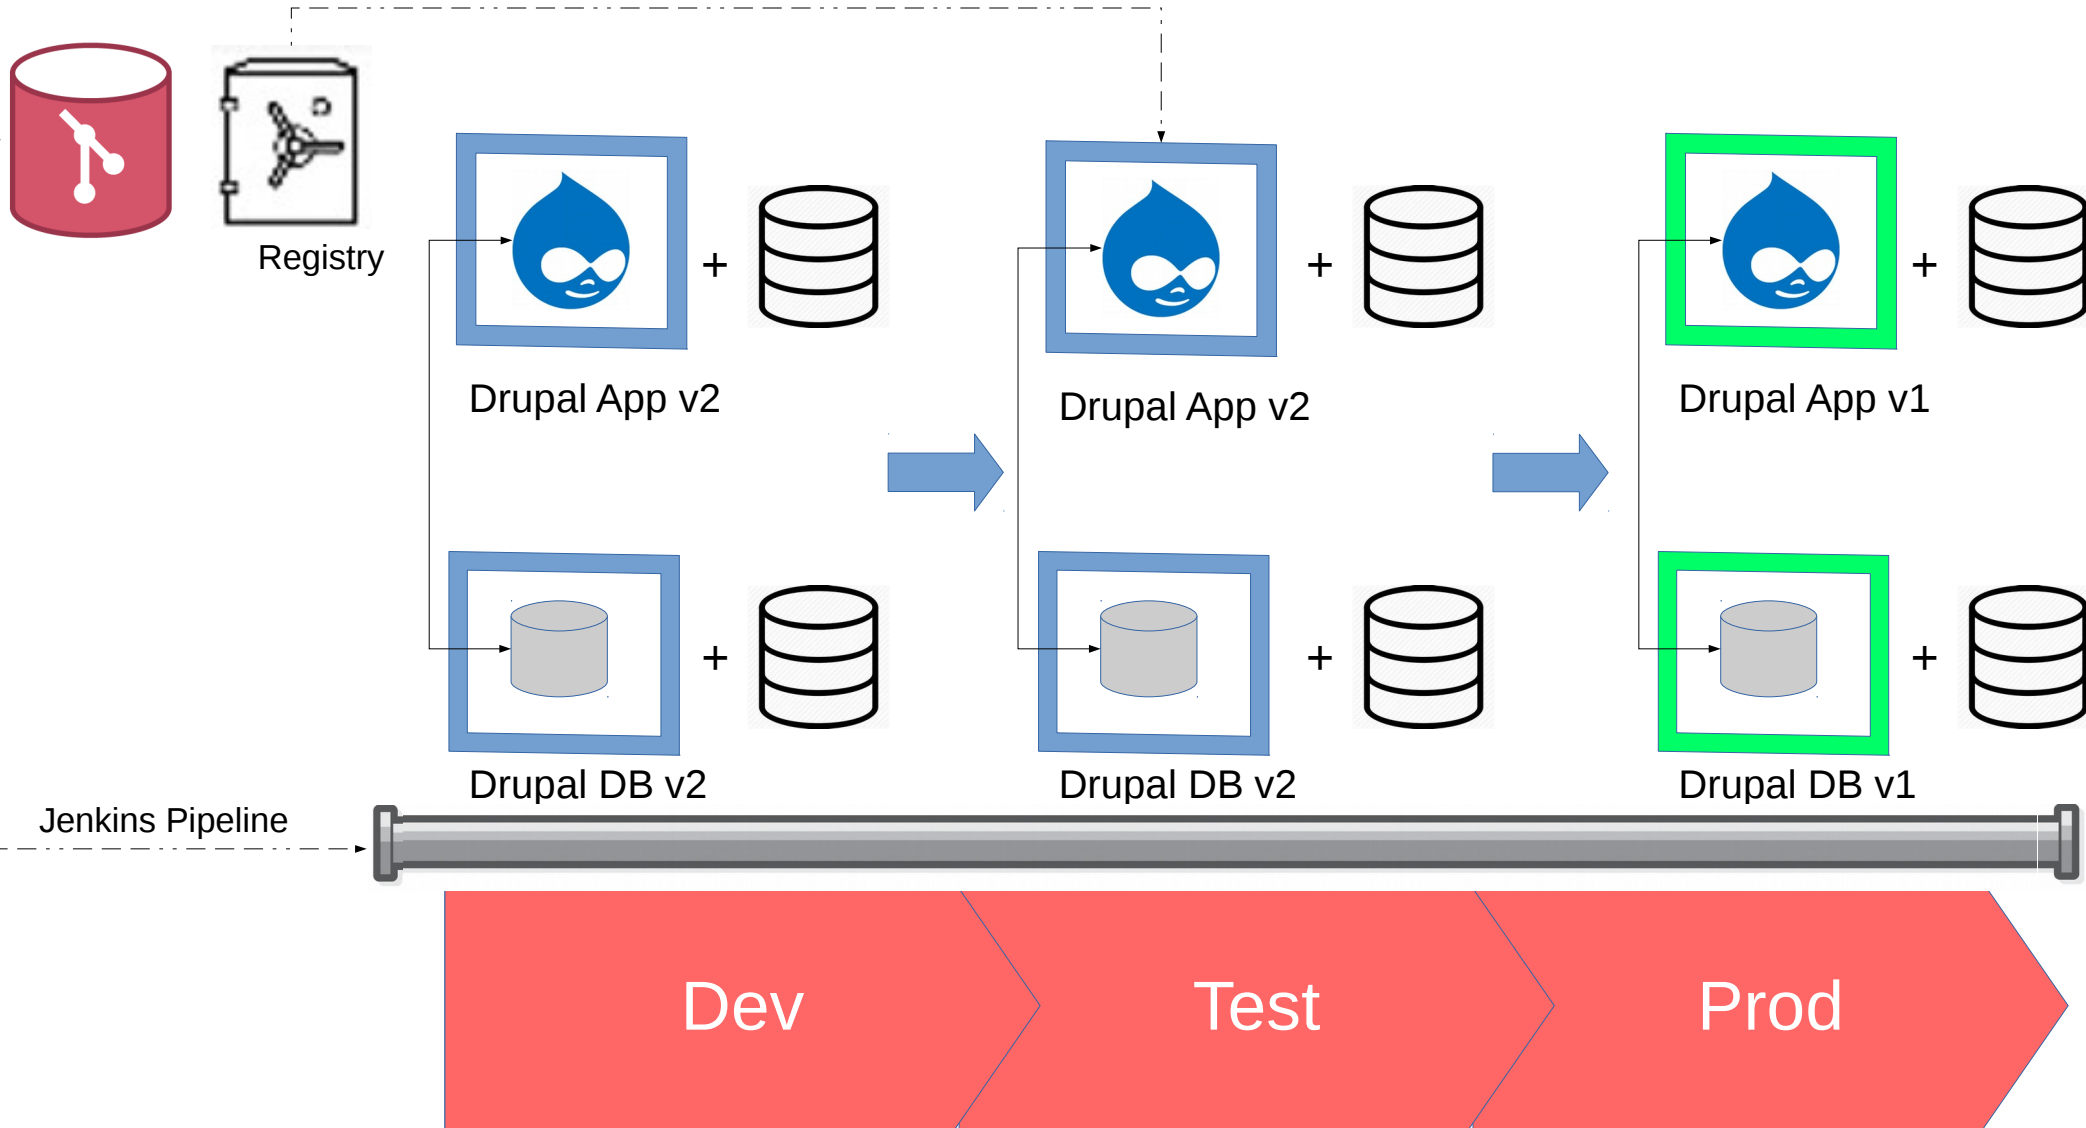 Registry
+
+
+
Drupal App v2
Drupal App v2
Drupal App v1
+
+
+
Drupal DB v2
Drupal DB v2
Drupal DB v1
Jenkins Pipeline
Dev
Test
Prod